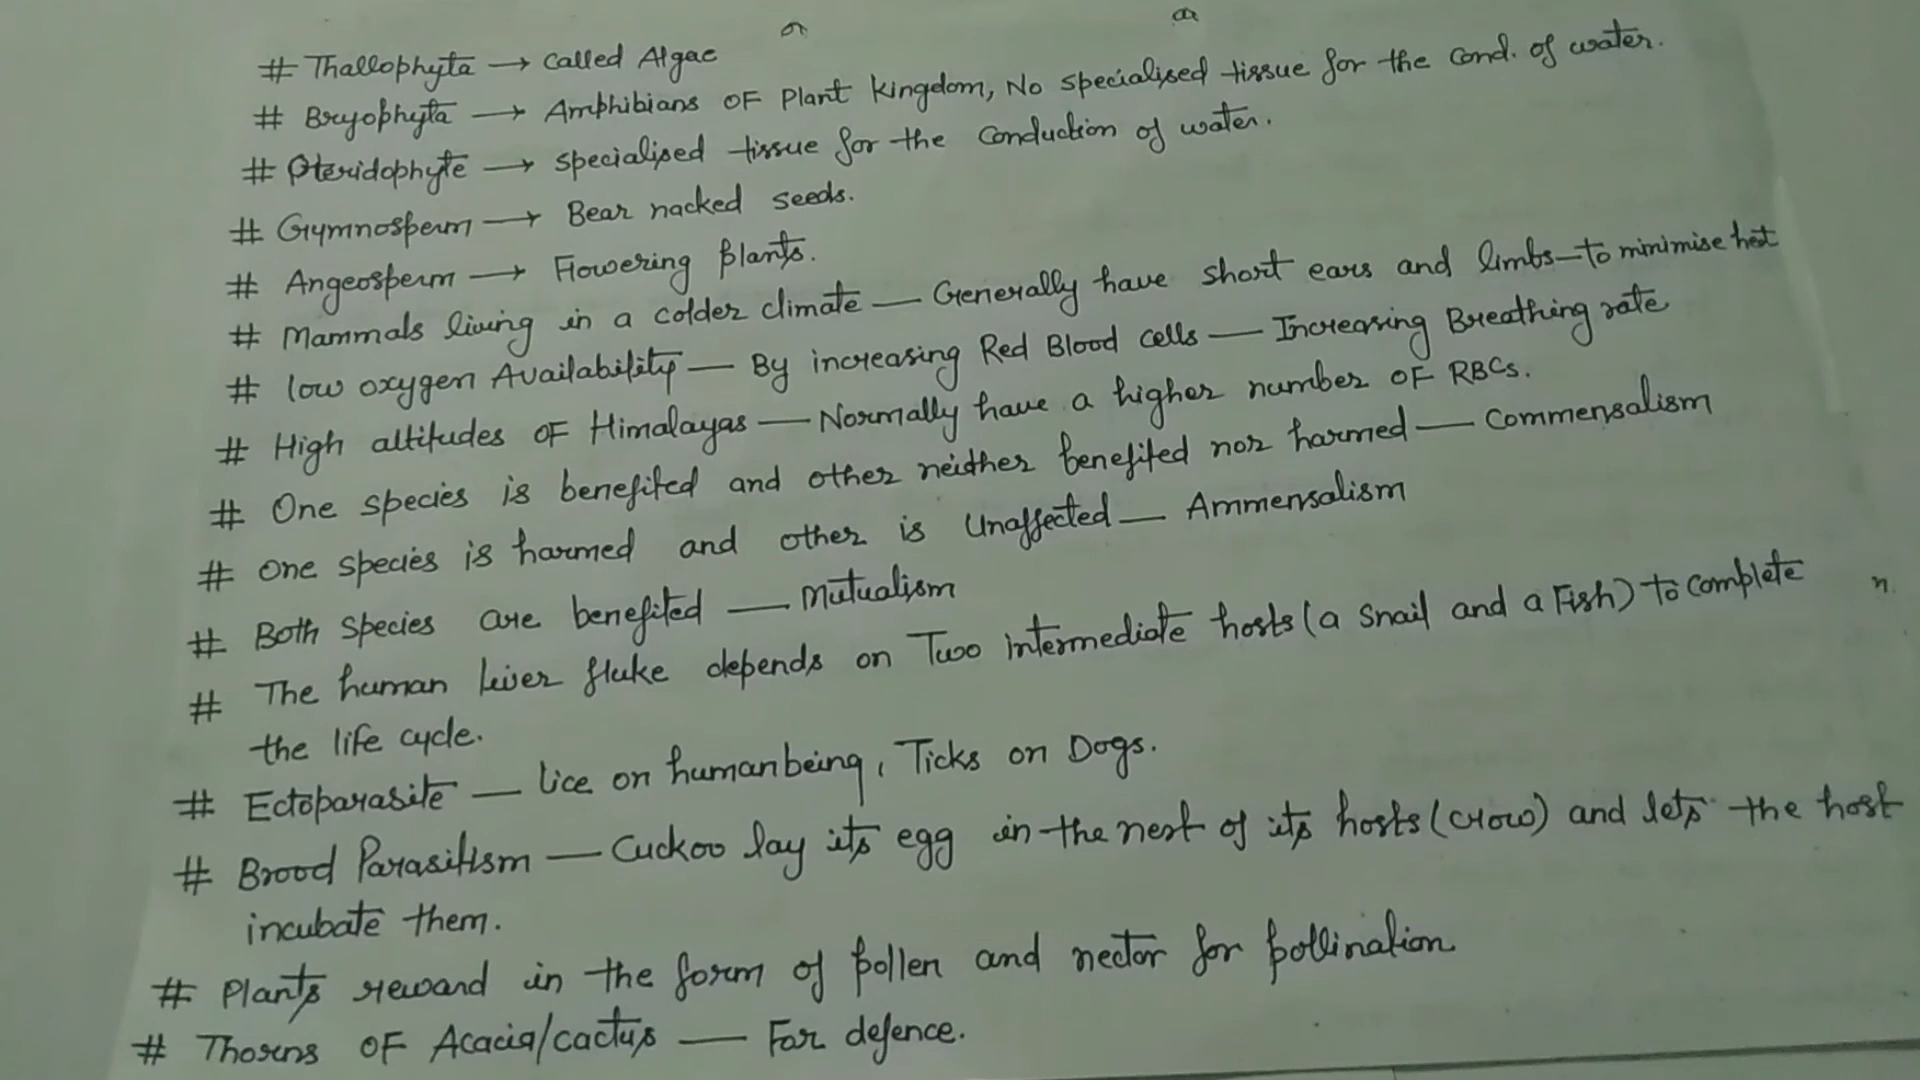 # Thallophyta → Called Algae
# Bryophyta → Amphibians OF Plant Kingdom, No specialised tissue for the cond. of water.
# Pteridophyte → specialised tissue for the conduction of water.
# Gymnosperm → Bear nacked seeds.
# Angeosperm → Flowering plants.
# Mammals living in a colder climate — Generally have short ears and limbs—to minimise het
# low oxygen Availability — By increasing Red Blood cells — Increasing Breathing rate
# High altitudes OF Himalayas — Normally have a higher number OF RBCs.
# One species is benefited and other neither benefited nor harmed — Commensalism
# One species is harmed and other is Unaffected — Ammensalism
# Both species are benefited — Mutualism
# The human liver fluke depends on Two intermediate hosts (a snail and a Fish) to complete
the life cycle.
# Ectoparasite — lice on humanbeing, Ticks on Dogs.
# Brood Parasitism — Cuckoo lay its egg in the nest of its hosts (crow) and lets the host
incubate them.
# Plants reward in the form of pollen and nector for pollination
# Thorns OF Acacia/cactus — For defence.